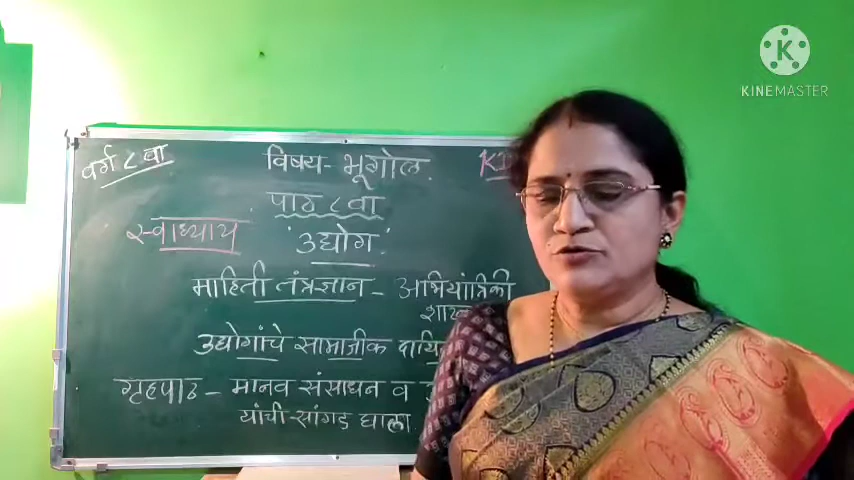 वर्ग ८ वा
विषय- भूगोल.
पाठ ८ वा
स्वाध्याय
'उद्योग'
माहिती तंत्रज्ञान - अभियांत्रिकी
उद्योगांचे सामाजीक
गृहपाठ - मानव संसाधन व
यांची सांगड घाला.
K
KINEMASTER